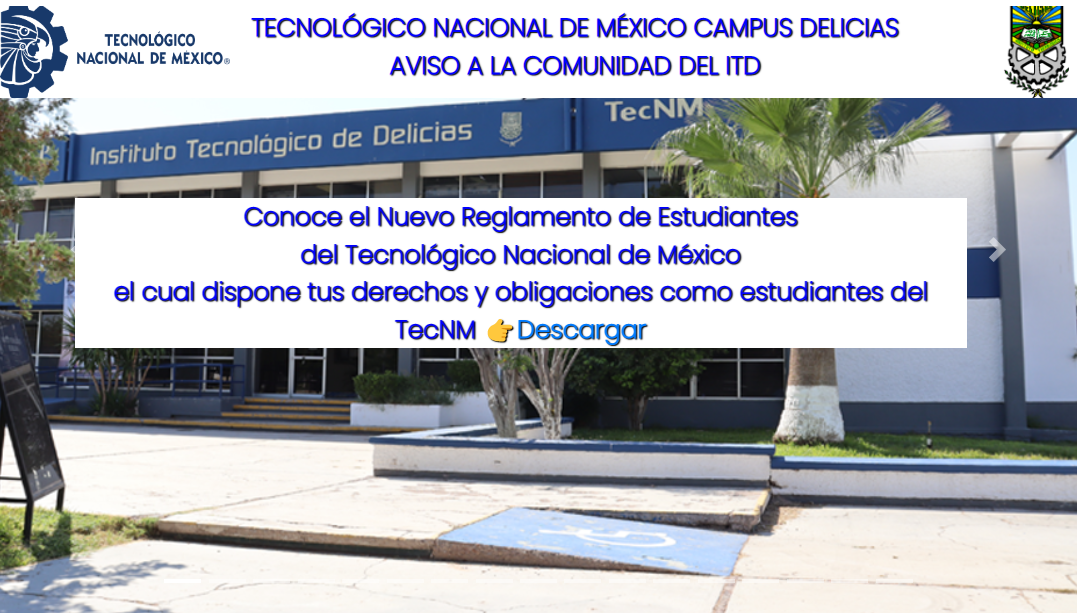 TECNOLÓGICO NACIONAL DE MÉXICO CAMPUS DELICIAS
AVISO A LA COMUNIDAD DEL ITD
TECNOLÓGICO
NACIONAL DE MÉXICO®
Instituto Tecnológico de Delicias
TecNM
Conoce el Nuevo Reglamento de Estudiantes
del Tecnológico Nacional de México
el cual dispone tus derechos y obligaciones como estudiantes del
TecNM 👉Descargar